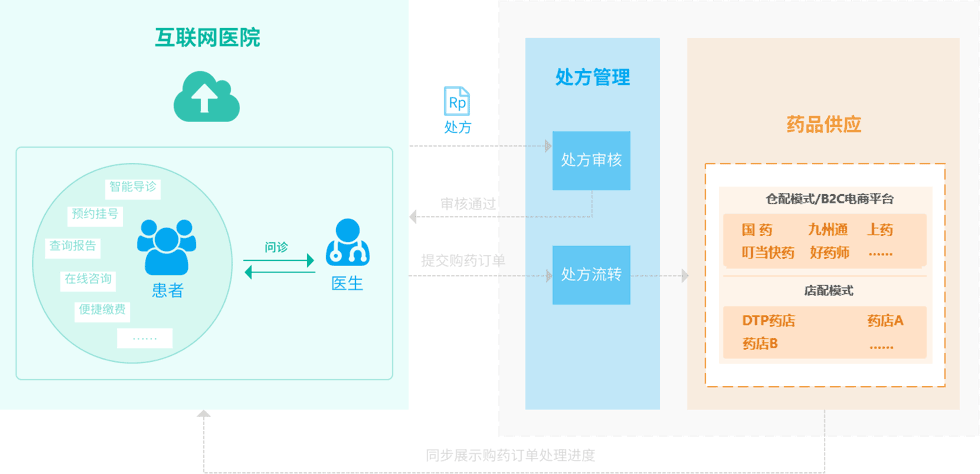 互联网医院
智能导诊
预约挂号
查询报告
在线咨询
便捷缴费
......
患者
问诊
医生
Rp
处方
审核通过
提交购药订单
处方管理
处方审核
处方流转
药品供应
仓配模式/B2C电商平台
国 药 九州通 上药
叮当快药 好药师 ......
店配模式
DTP药店 药店A
药店B ......
同步展示购药订单处理进度